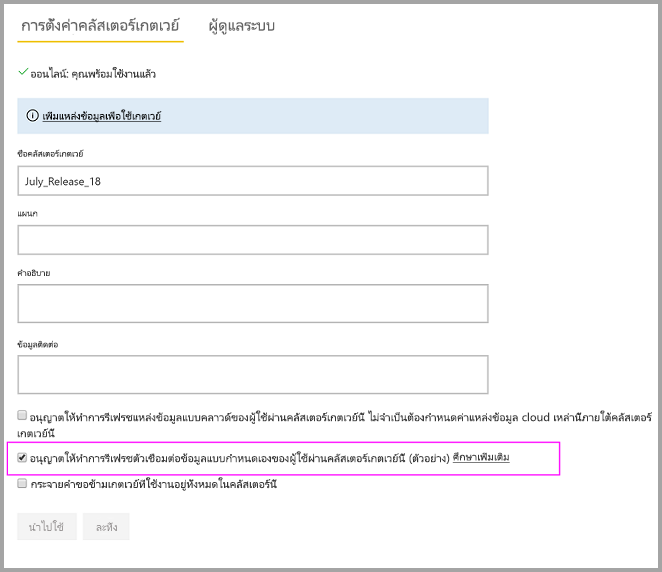 การตั้งค่าคลัสเตอร์เกตเวย์ ผู้ดูแลระบบ
ออนไลน์: คุณพร้อมใช้งานแล้ว
เพิ่มแหล่งข้อมูลเพื่อใช้เกตเวย์
ชื่อคลัสเตอร์เกตเวย์
July_Release_18
แผนก
คำอธิบาย
ข้อมูลติดต่อ
อนุญาตให้ทำการรีเฟรชแหล่งข้อมูลแบบคลาวด์ของผู้ใช้ผ่านคลัสเตอร์เกตเวย์นี้ ไม่จำเป็นต้องกำหนดค่าแหล่งข้อมูล cloud เหล่านี้ภายใต้คลัสเตอร์
เกตเวย์นี้
อนุญาตให้ทำการรีเฟรชตัวเชื่อมต่อข้อมูลแบบกำหนดเองของผู้ใช้ผ่านคลัสเตอร์เกตเวย์นี้ (ตัวอย่าง) ศึกษาเพิ่มเติม
กระจายคำขอข้ามเกตเวย์ที่ใช้งานอยู่ทั้งหมดในคลัสเตอร์นี้
นำไปใช้ ละทิ้ง